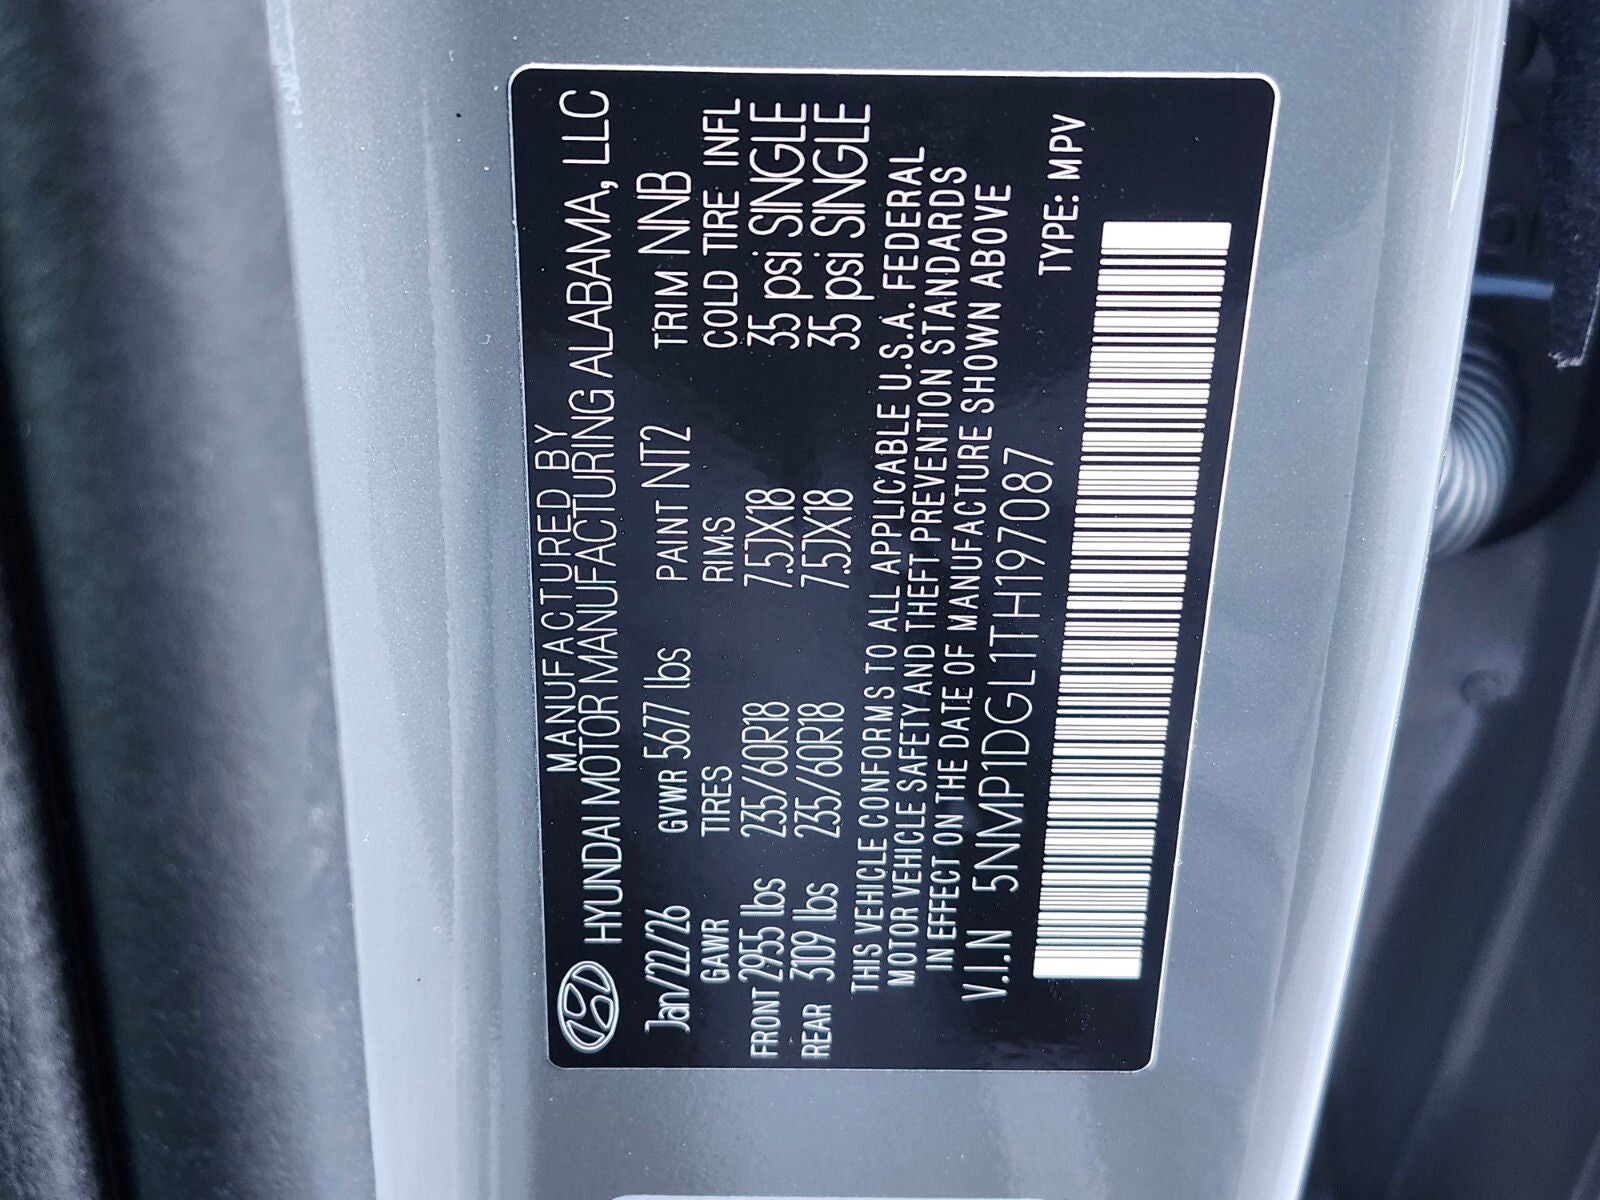 MANUFACTURED BY
HYUNDAI MOTOR MANUFACTURING ALABAMA, LLC
Jan/22/26 GVWR 5677 lbs PAINT NT2 TRIM NNB
GAWR TIRES RIMS COLD TIRE INFL
FRONT 2955 lbs 235/60R18 7.5JX18 35 psi SINGLE
REAR 3109 lbs 235/60R18 7.5JX18 35 psi SINGLE
THIS VEHICLE CONFORMS TO ALL APPLICABLE U.S.A. FEDERAL
MOTOR VEHICLE SAFETY AND THEFT PREVENTION STANDARDS
IN EFFECT ON THE DATE OF MANUFACTURE SHOWN ABOVE
V.I.N 5NMP1DGL1TH197087 TYPE: MPV